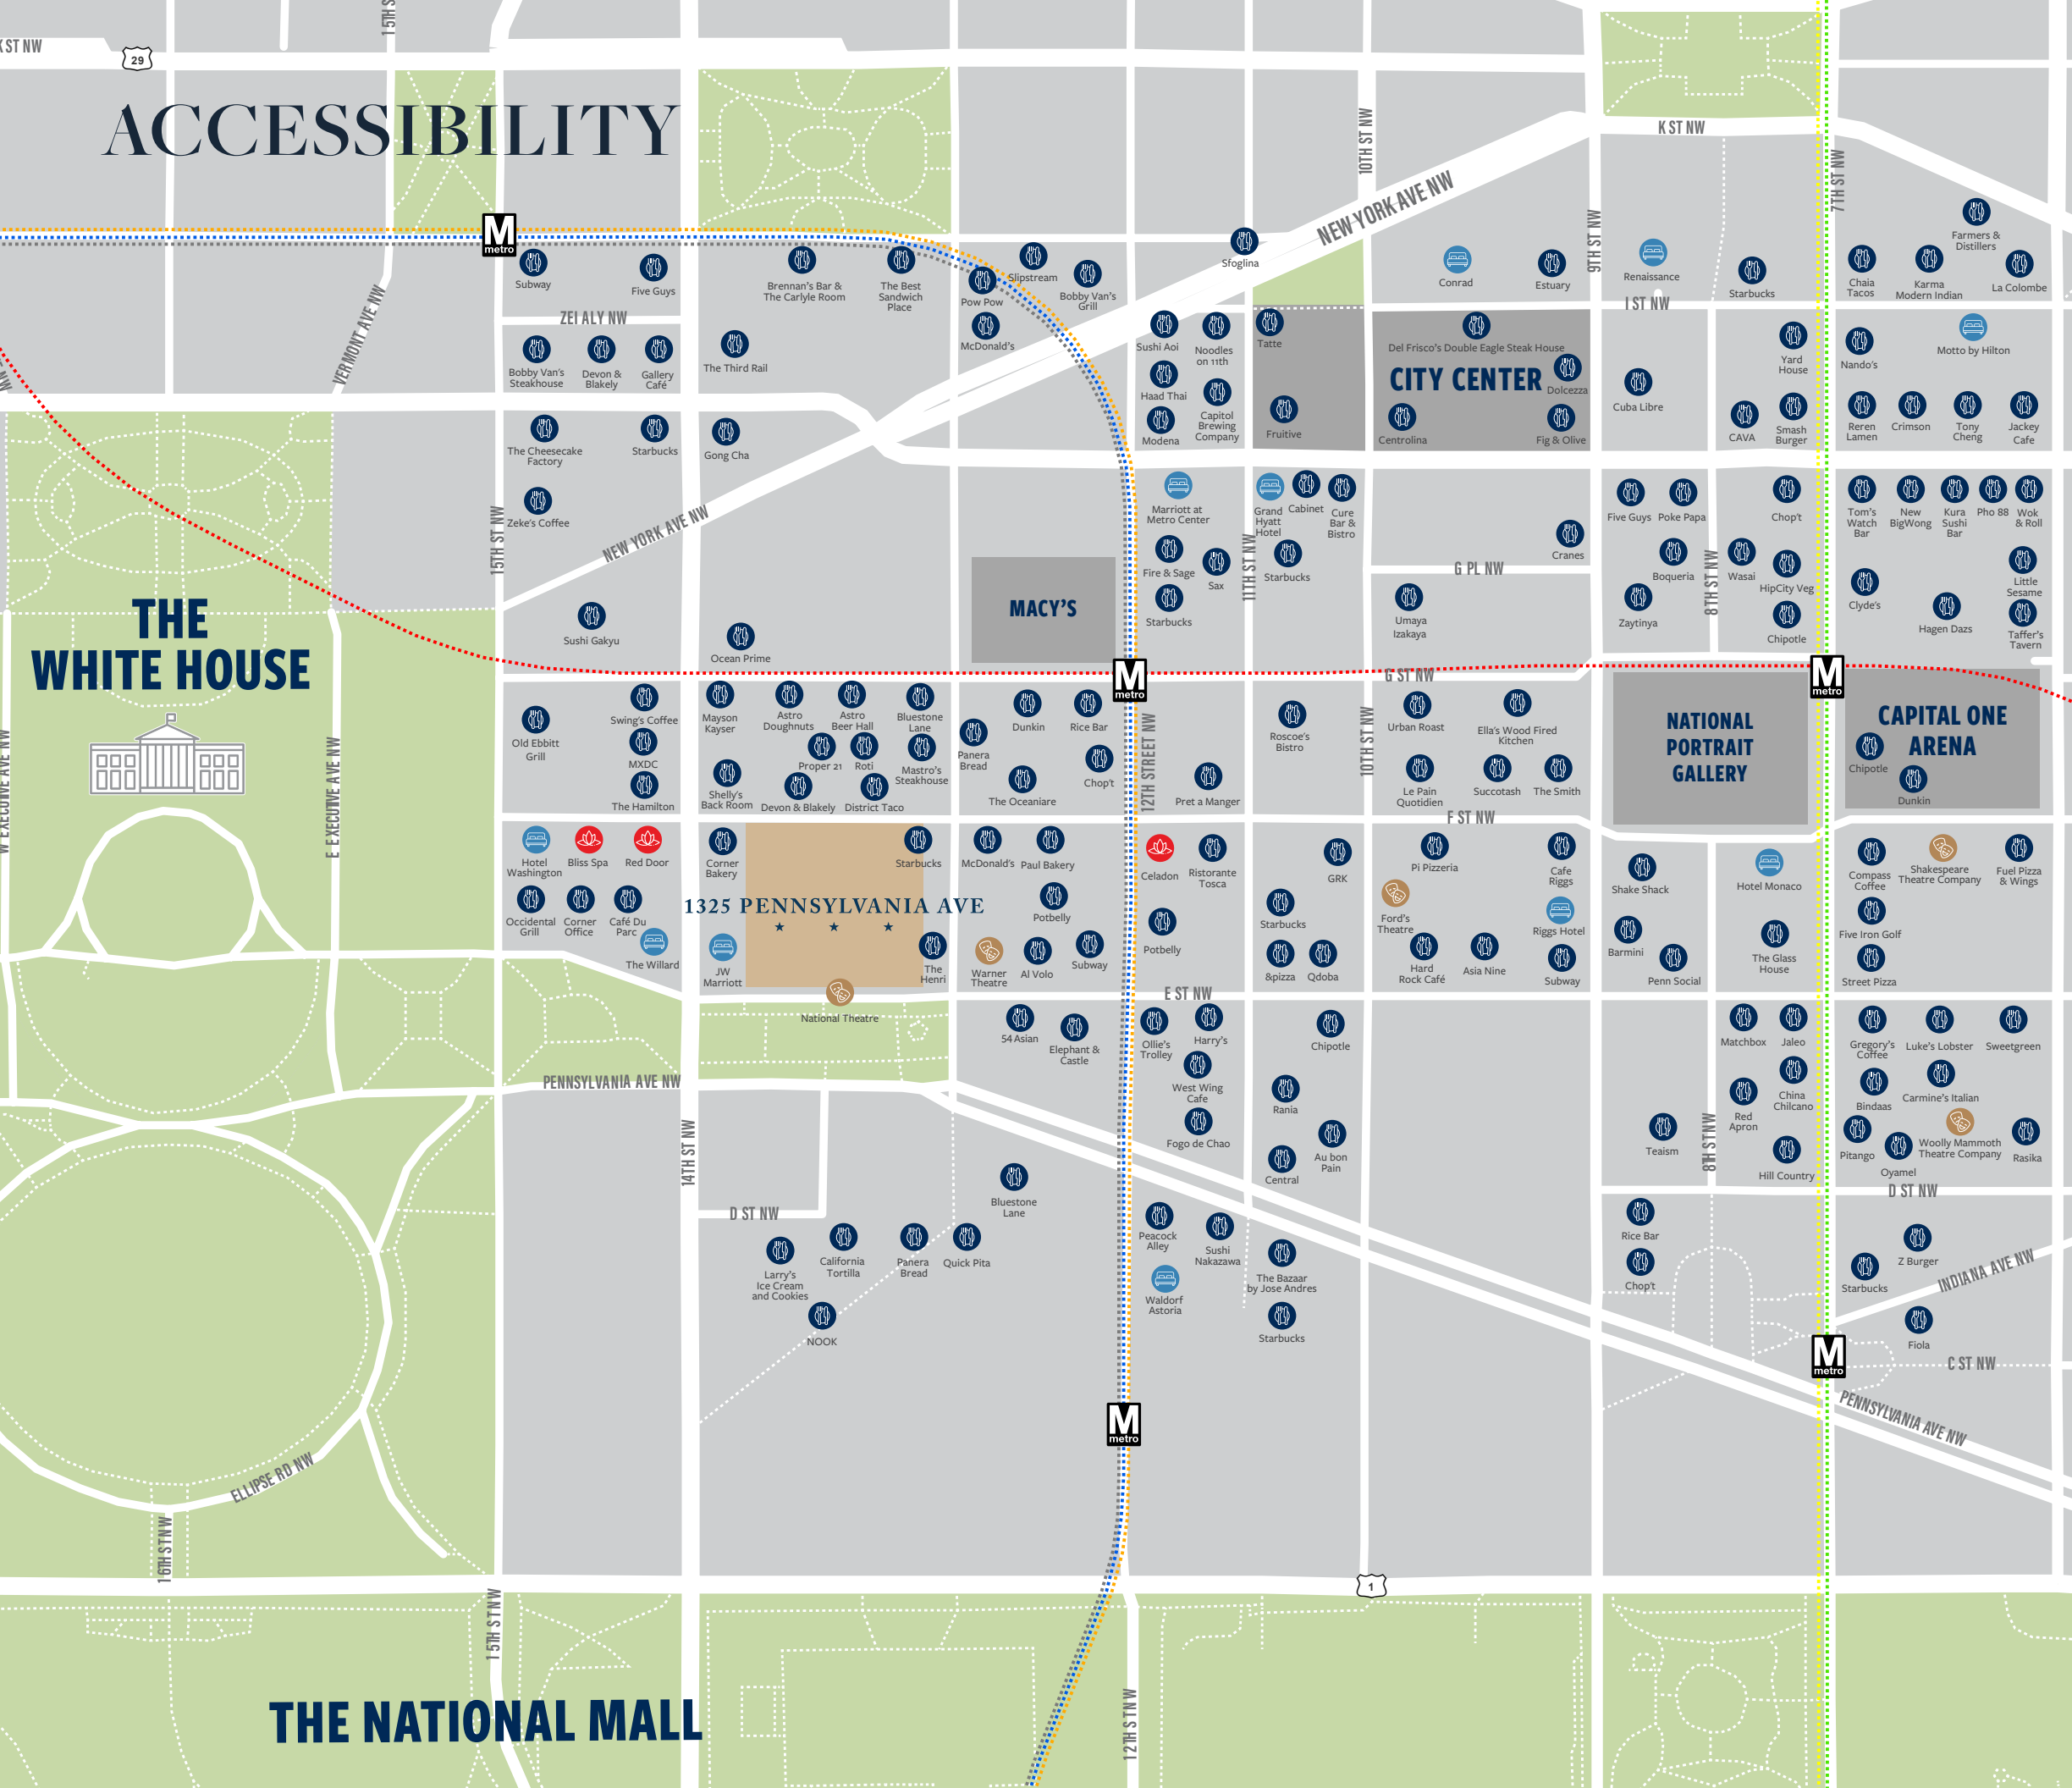 K ST NW
29
15TH S
ACCESSIBILITY
10TH ST NW
K ST NW
7TH ST NW
NEW YORK AVE NW
9TH ST NW
M
metro
Subway
Five Guys
Brennan's Bar &
The Carlyle Room
The Best
Sandwich
Place
Pow Pow
Slipstream
Bobby Van's
Grill
Sfoglina
Conrad
Estuary
Renaissance
Starbucks
Chaia
Tacos
Karma
Modern Indian
Farmers &
Distillers
La Colombe
ZEI ALY NW
VERMONT AVE NW
I ST NW
McDonald's
Bobby Van's
Steakhouse
Devon &
Blakely
Gallery
Café
The Third Rail
Sushi Aoi
Noodles
on 11th
Tatte
Del Frisco's Double Eagle Steak House
CITY CENTER
Dolcezza
Yard
House
Nando's
Motto by Hilton
Haad Thai
Capitol
Brewing
Company
Modena
Fruitive
Centrolina
Fig & Olive
Cuba Libre
CAVA
Smash
Burger
Reren
Lamen
Crimson
Tony
Cheng
Jackey
Cafe
The Cheesecake
Factory
Starbucks
Gong Cha
Zeke's Coffee
15TH ST NW
NEW YORK AVE NW
Marriott at
Metro Center
Grand
Hyatt
Hotel
Cabinet
Cure
Bar &
Bistro
Five Guys
Poke Papa
Chop't
Tom's
Watch
Bar
New
BigWong
Kura
Sushi
Bar
Pho 88
Wok
& Roll
Fire & Sage
Sax
11TH ST NW
Starbucks
Cranes
G PL NW
Boqueria
8TH ST NW
Wasai
HipCity Veg
Little
Sesame
MACY'S
Starbucks
Umaya
Izakaya
Zaytinya
Chipotle
Clyde's
Hagen Dazs
Taffer's
Tavern
THE
WHITE HOUSE
Sushi Gakyu
Ocean Prime
M
metro
G ST NW
M
metro
W EXECUTIVE AVE NW
E EXECITIVE AVE NW
Old Ebbitt
Grill
Swing's Coffee
MXDC
The Hamilton
Mayson
Kayser
Astro
Doughnuts
Astro
Beer Hall
Bluestone
Lane
Proper 21
Roti
Mastro's
Steakhouse
Shelly's
Back Room
Devon & Blakely
District Taco
Panera
Bread
Dunkin
Rice Bar
Chop't
The Oceaniare
12TH STREET NW
Pret a Manger
Roscoe's
Bistro
10TH ST NW
Urban Roast
Ella's Wood Fired
Kitchen
Le Pain
Quotidien
Succotash
The Smith
NATIONAL
PORTRAIT
GALLERY
CAPITAL ONE
ARENA
Chipotle
Dunkin
F ST NW
Hotel
Washington
Bliss Spa
Red Door
Corner
Bakery
Starbucks
McDonald's
Paul Bakery
Celadon
Ristorante
Tosca
GRK
Pi Pizzeria
Cafe
Riggs
Shake Shack
Hotel Monaco
Compass
Coffee
Shakespeare
Theatre Company
Fuel Pizza
& Wings
Occidental
Grill
Corner
Office
Café Du
Parc
The Willard
1325 PENNSYLVANIA AVE
Potbelly
Potbelly
Starbucks
Ford's
Theatre
Riggs Hotel
Barmini
The Glass
House
Five Iron Golf
JW
Marriott
The
Henri
Warner
Theatre
Al Volo
Subway
&pizza
Qdoba
Hard
Rock Café
Asia Nine
Subway
Penn Social
Street Pizza
E ST NW
National Theatre
54 Asian
Elephant &
Castle
Ollie's
Trolley
Harry's
Chipotle
Matchbox
Jaleo
Gregory's
Coffee
Luke's Lobster
Sweetgreen
PENNSYLVANIA AVE NW
West Wing
Cafe
Rania
Red
Apron
China
Chilcano
Bindaas
Carmine's Italian
14TH ST NW
Fogo de Chao
Central
Au bon
Pain
Teaism
8TH ST NW
Hill Country
Pitango
Oyamel
Woolly Mammoth
Theatre Company
Rasika
D ST NW
Bluestone
Lane
D ST NW
Larry's
Ice Cream
and Cookies
California
Tortilla
Panera
Bread
Quick Pita
NOOK
Peacock
Alley
Sushi
Nakazawa
Waldorf
Astoria
The Bazaar
by Jose Andres
Starbucks
Rice Bar
Chop't
Starbucks
Z Burger
INDIANA AVE NW
Fiola
M
metro
C ST NW
M
metro
PENNSYLVANIA AVE NW
ELLIPSE RD NW
16TH ST NW
1
15TH ST NW
THE NATIONAL MALL
12TH ST NW